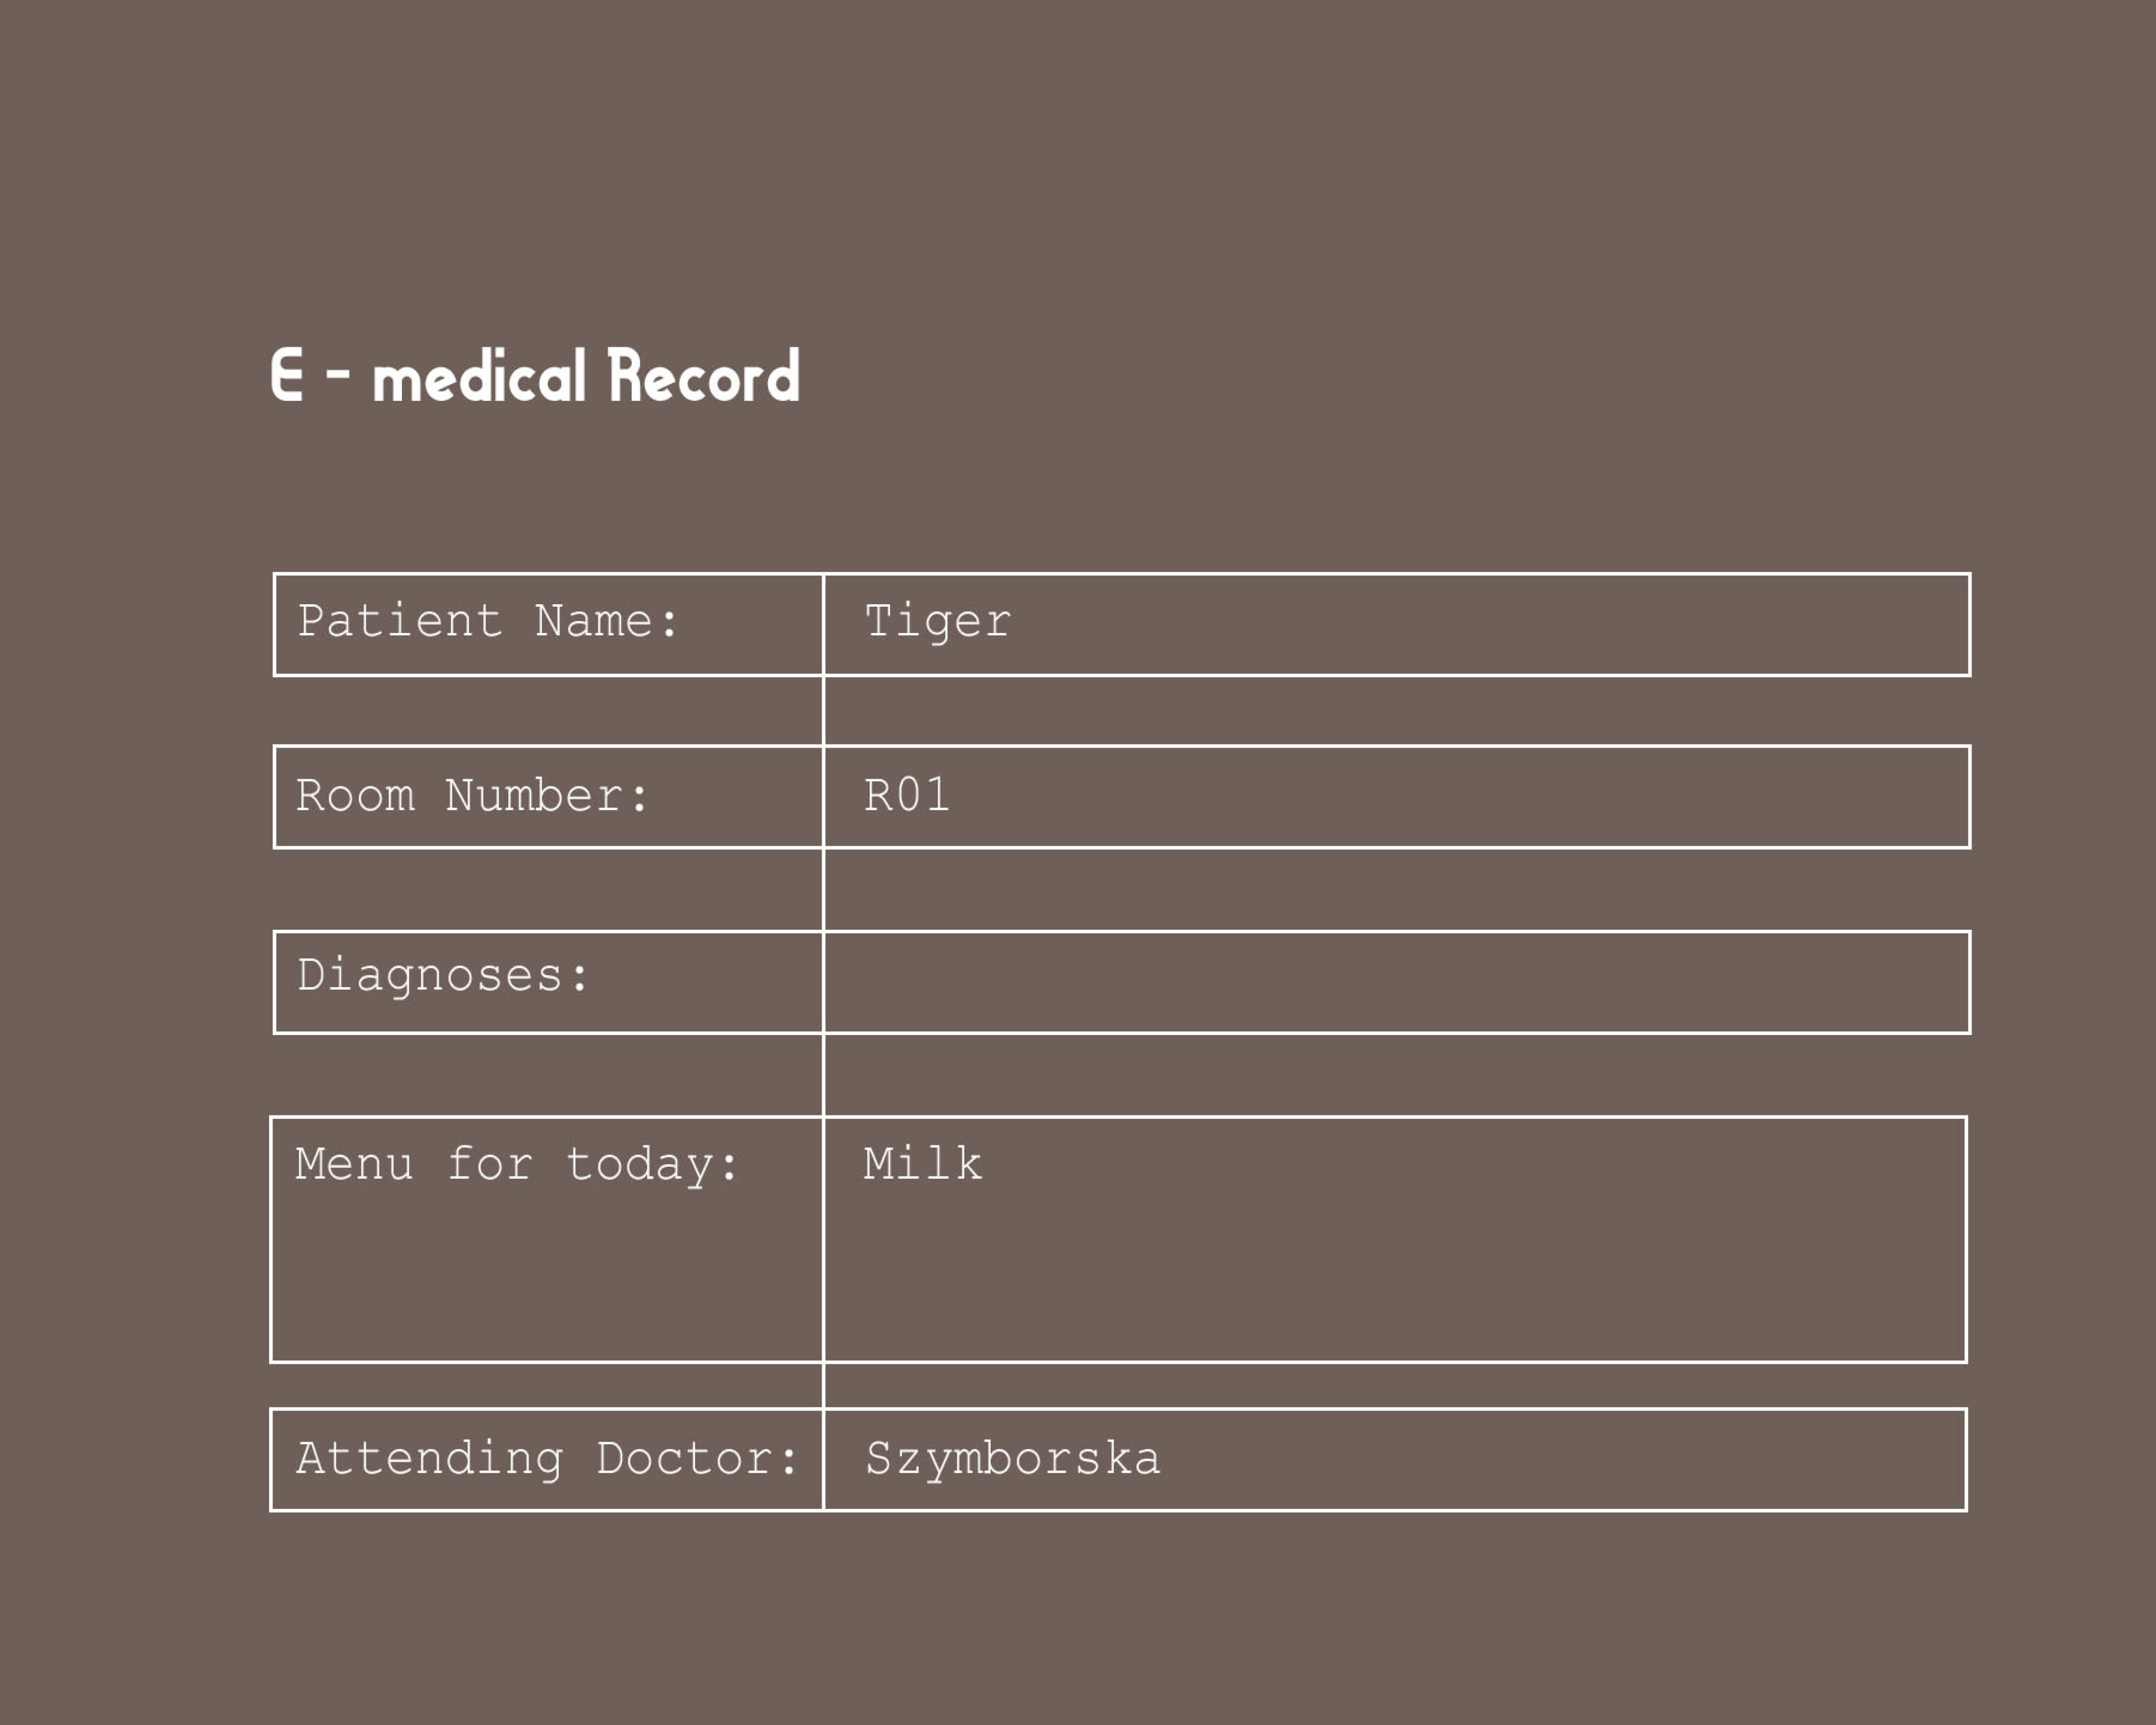 E - medical Record
Patient Name: Tiger
Room Number: R01
Diagnoses:
Menu for today: Milk
Attending Doctor: Szymborska